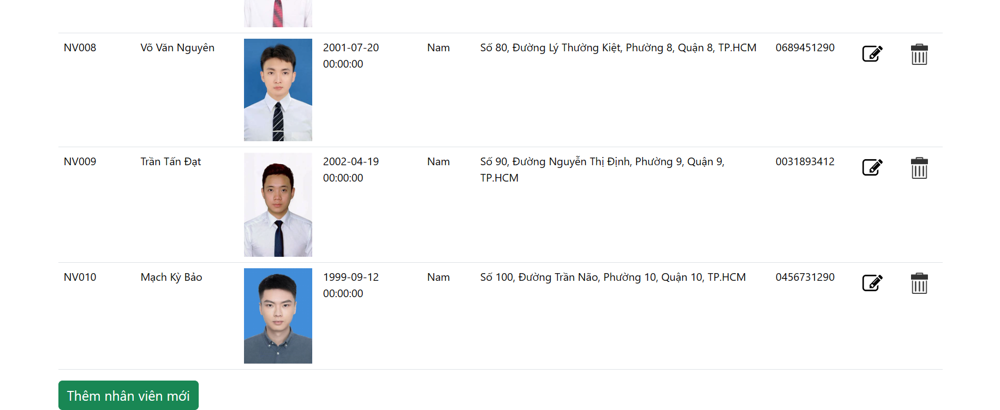 NV008 Võ Văn Nguyên 2001-07-20 Nam Số 80, Đường Lý Thường Kiệt, Phường 8, Quận 8, TP.HCM 0689451290
00:00:00
NV009 Trần Tấn Đạt 2002-04-19 Nam Số 90, Đường Nguyễn Thị Định, Phường 9, Quận 9, 0031893412
00:00:00 TP.HCM
NV010 Mạch Kỳ Bảo 1999-09-12 Nam Số 100, Đường Trần Não, Phường 10, Quận 10, TP.HCM 0456731290
00:00:00
Thêm nhân viên mới